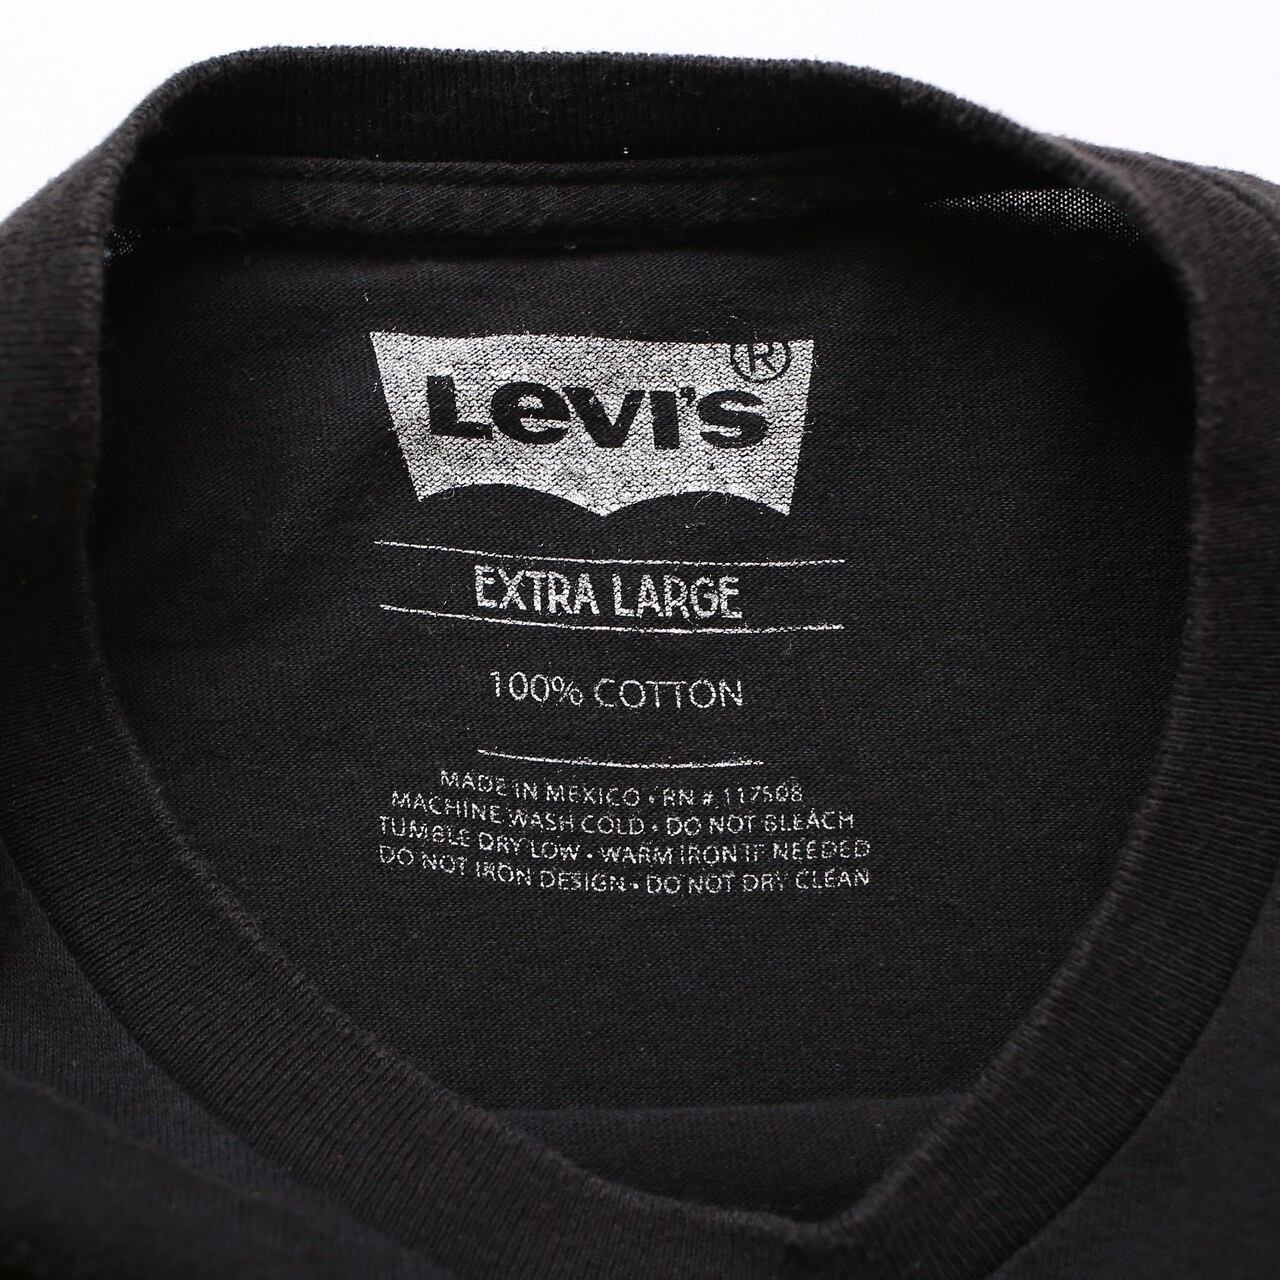 Levi's®
EXTRA LARGE
100% COTTON
MADE IN MEXICO • RN # 117508
MACHINE WASH COLD • DO NOT BLEACH
TUMBLE DRY LOW • WARM IRON IF NEEDED
DO NOT IRON DESIGN • DO NOT DRY CLEAN